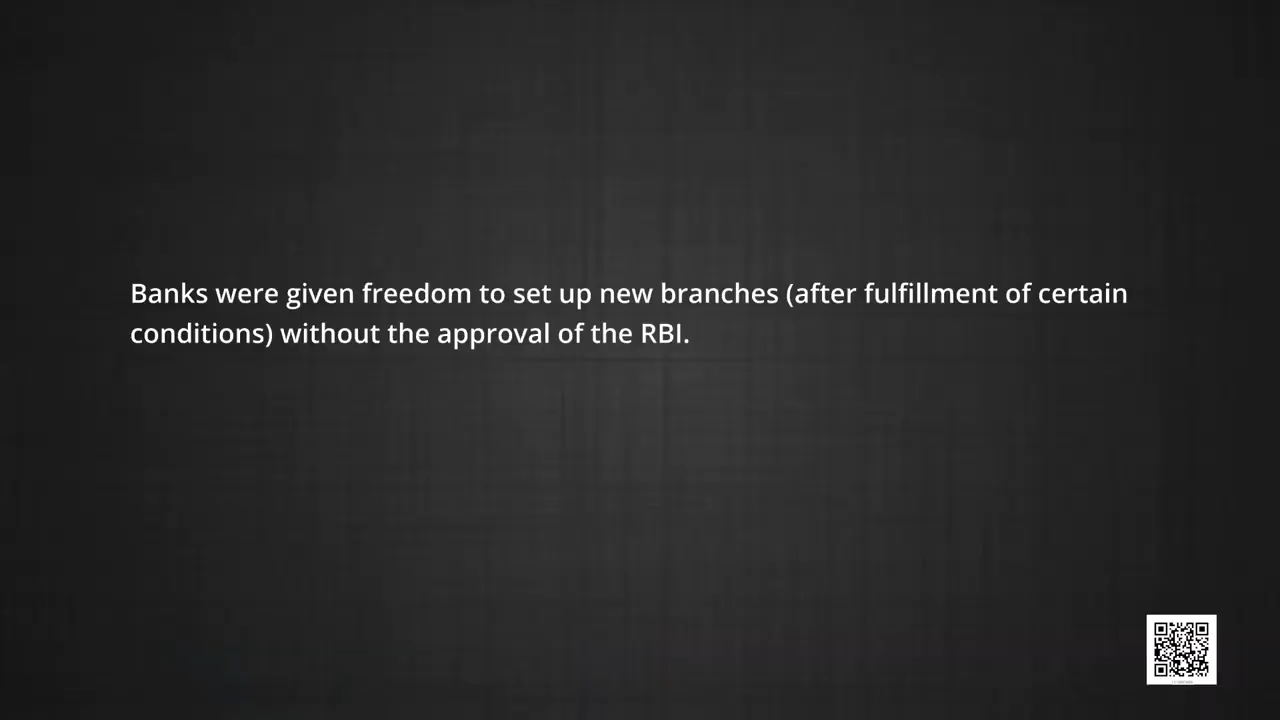 Banks were given freedom to set up new branches (after fulfillment of certain
conditions) without the approval of the RBI.